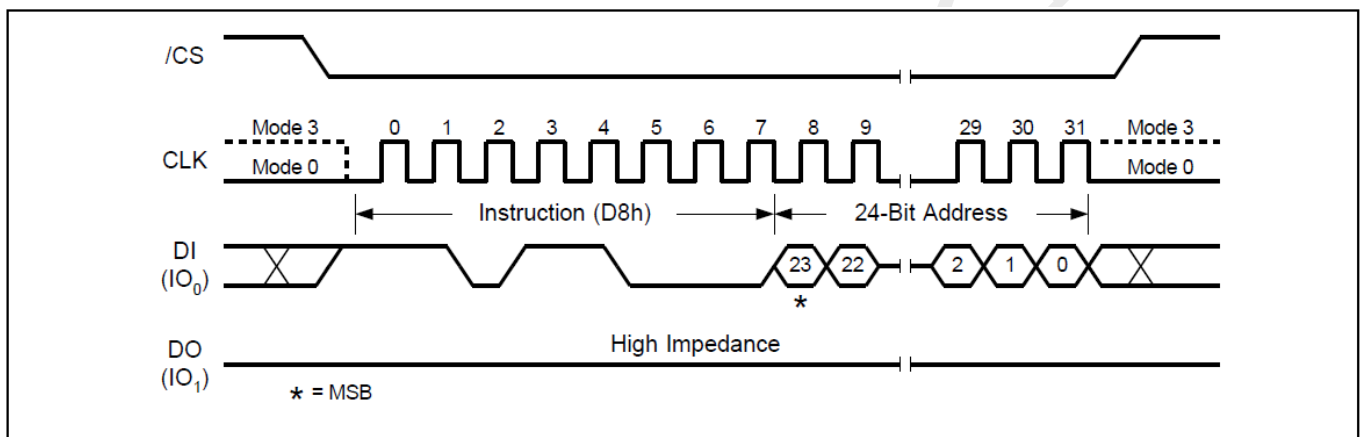 /CS
Mode 3 0 1 2 3 4 5 6 7 8 9 29 30 31 Mode 3
CLK
Mode 0 Mode 0
Instruction (D8h) 24-Bit Address
DI
(IO₀)
23 22 2 1 0
*
High Impedance
DO
(IO₁)
* = MSB